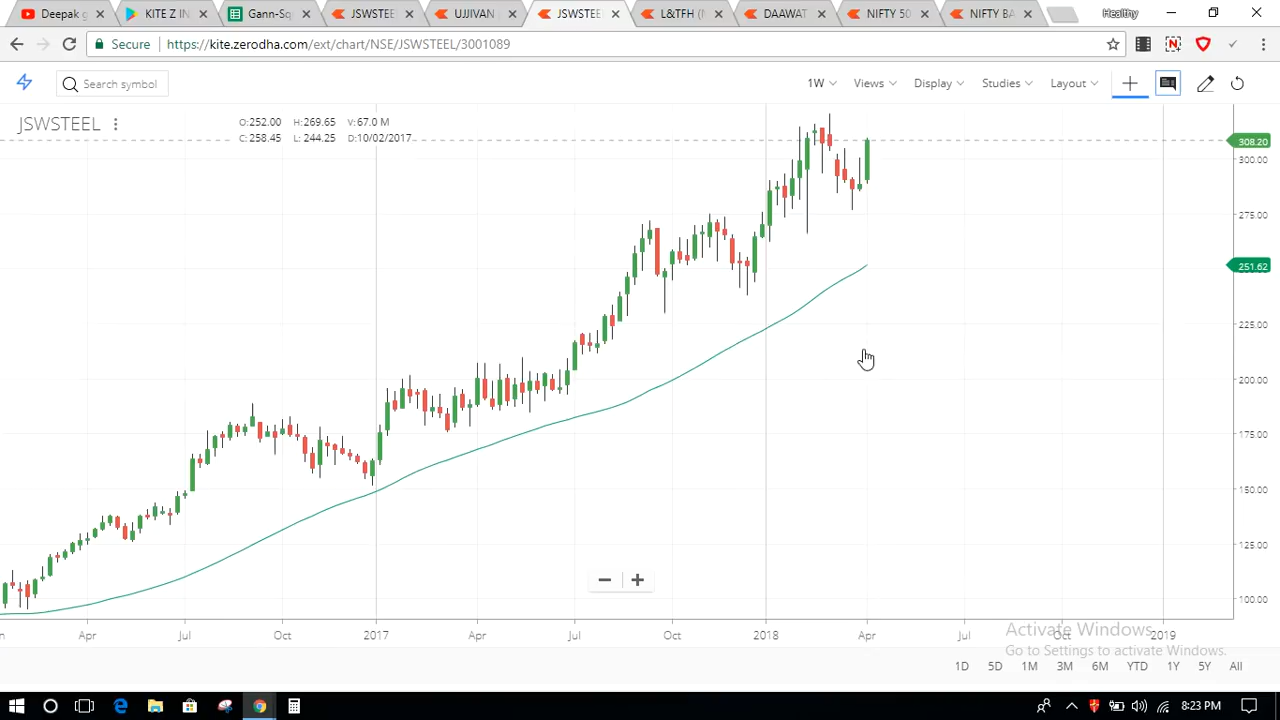 Deepak g
KITE Z IN
Gann-Sq
JSWSTEE
UJJIVAN
JSWSTEE
L&TFH (M
DAAWAT
NIFTY 50
NIFTY BA
Healthy
Secure
https://kite.zerodha.com/ext/chart/NSE/JSWSTEEL/3001089
Search symbol
1W
Views
Display
Studies
Layout
JSWSTEEL
O:252.00 H:269.65 V:67.0 M
C:258.45 L:244.25 D:10/02/2017
308.20
300.00
275.00
251.62
225.00
200.00
175.00
150.00
125.00
100.00
Apr Jul Oct 2017 Apr Jul Oct 2018 Apr Jul Oct 2019
Activate Windows
Go to Settings to activate Windows.
1D 5D 1M 3M 6M YTD 1Y 5Y All
8:23 PM